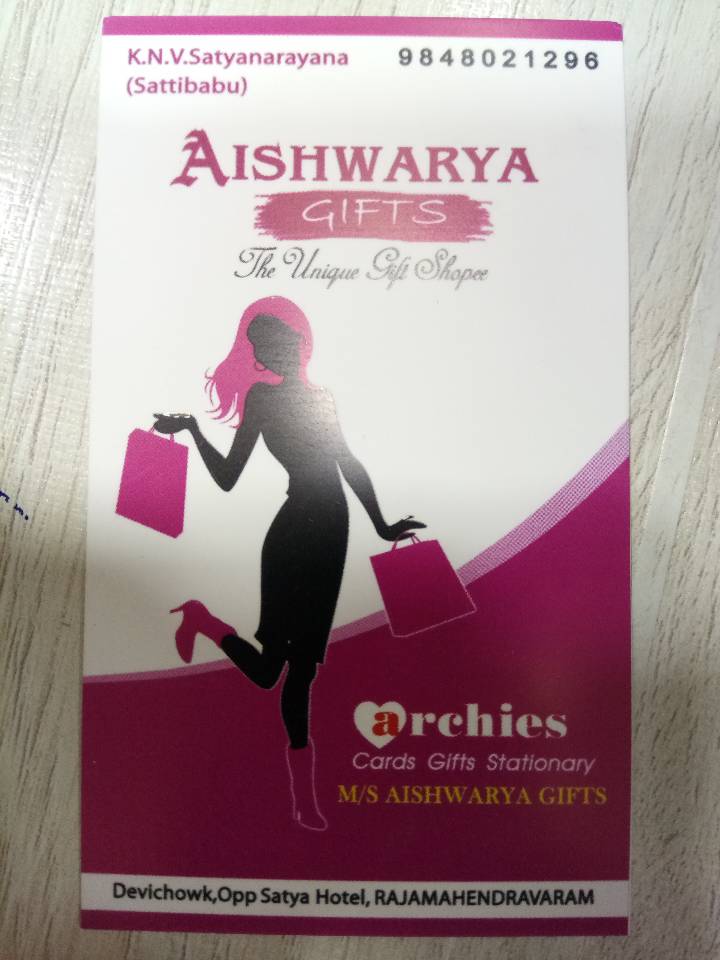 K.N.V.Satyanarayana 9848021296
(Sattibabu)
AISHWARYA
GIFTS
The Unique Gift Shopee
archies
Cards Gifts Stationary
M/S AISHWARYA GIFTS
Devichowk,Opp Satya Hotel, RAJAMAHENDRAVARAM